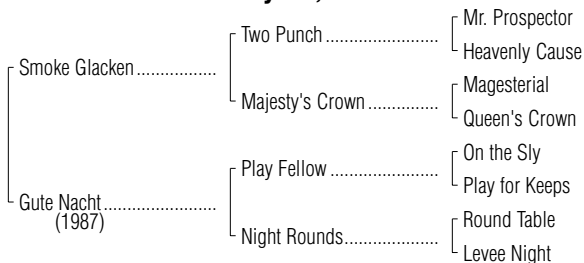 Mr. Prospector
Two Punch .......................
Heavenly Cause
Smoke Glacken ................
Magesterial
Majesty's Crown ..............
Queen's Crown
On the Sly
Play Fellow ......................
Play for Keeps
Gute Nacht .......................
(1987)
Round Table
Night Rounds ...................
Levee Night